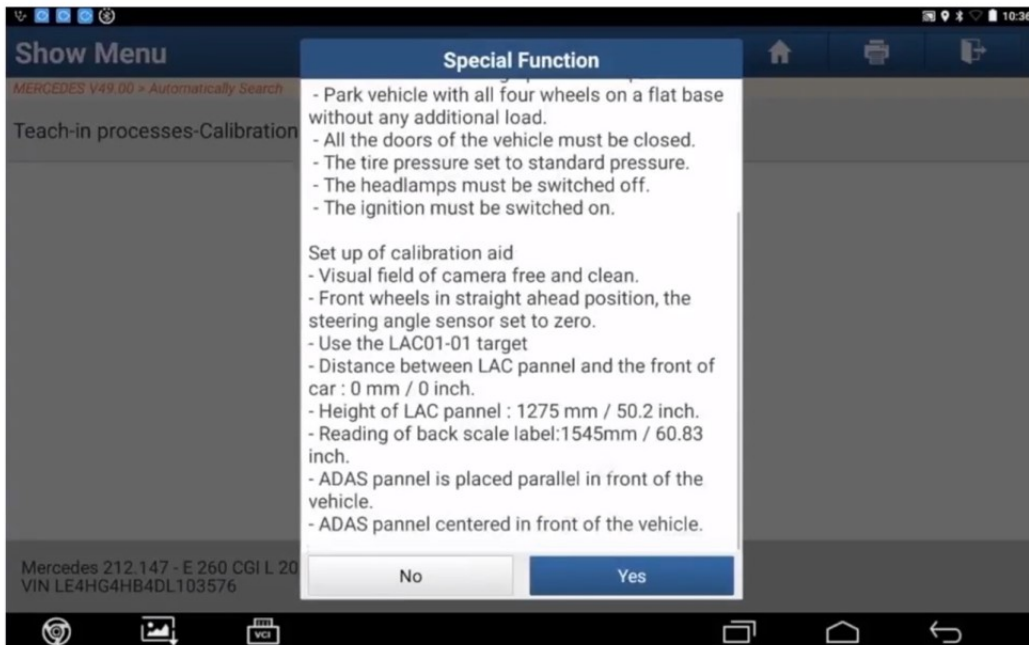 10:36
Show Menu
Special Function
MERCEDES V49.00 > Automatically Search
Teach-in processes-Calibration
- Park vehicle with all four wheels on a flat base
without any additional load.
- All the doors of the vehicle must be closed.
- The tire pressure set to standard pressure.
- The headlamps must be switched off.
- The ignition must be switched on.
Set up of calibration aid
- Visual field of camera free and clean.
- Front wheels in straight ahead position, the
steering angle sensor set to zero.
- Use the LAC01-01 target
- Distance between LAC pannel and the front of
car : 0 mm / 0 inch.
- Height of LAC pannel : 1275 mm / 50.2 inch.
- Reading of back scale label:1545mm / 60.83
inch.
- ADAS pannel is placed parallel in front of the
vehicle.
- ADAS pannel centered in front of the vehicle.
No
Yes
Mercedes 212.147 - E 260 CGI L 20
VIN LE4HG4HB4DL103576
VCI